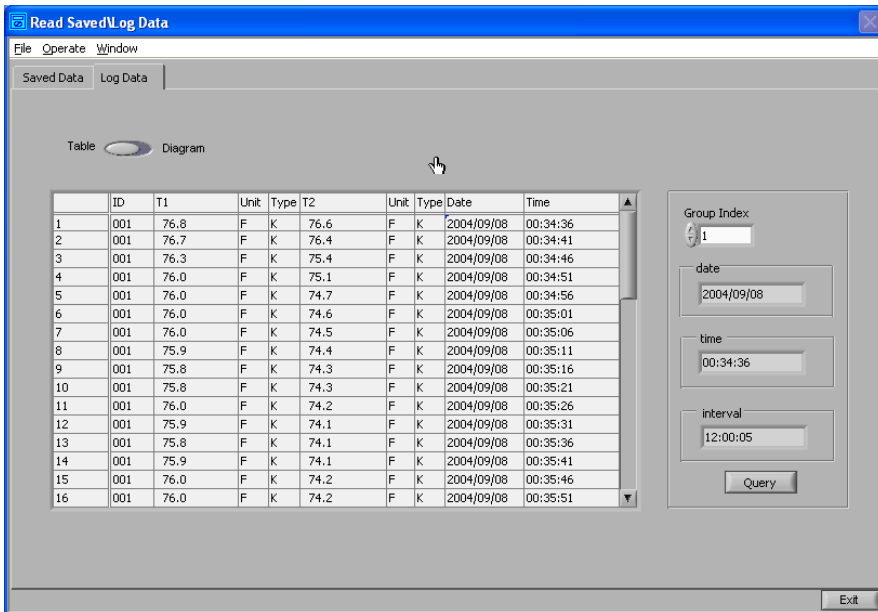 Read Saved\Log Data
File Operate Window
Saved Data Log Data
Table Diagram
ID T1 Unit Type T2 Unit Type Date Time
1 001 76.8 F K 76.6 F K 2004/09/08 00:34:36
2 001 76.7 F K 76.4 F K 2004/09/08 00:34:41
3 001 76.3 F K 75.4 F K 2004/09/08 00:34:46
4 001 76.0 F K 75.1 F K 2004/09/08 00:34:51
5 001 76.0 F K 74.7 F K 2004/09/08 00:34:56
6 001 76.0 F K 74.6 F K 2004/09/08 00:35:01
7 001 76.0 F K 74.5 F K 2004/09/08 00:35:06
8 001 75.9 F K 74.4 F K 2004/09/08 00:35:11
9 001 75.8 F K 74.3 F K 2004/09/08 00:35:16
10 001 75.8 F K 74.3 F K 2004/09/08 00:35:21
11 001 76.0 F K 74.2 F K 2004/09/08 00:35:26
12 001 75.9 F K 74.1 F K 2004/09/08 00:35:31
13 001 75.8 F K 74.1 F K 2004/09/08 00:35:36
14 001 75.9 F K 74.1 F K 2004/09/08 00:35:41
15 001 76.0 F K 74.2 F K 2004/09/08 00:35:46
16 001 76.0 F K 74.2 F K 2004/09/08 00:35:51
Group Index
1
date
2004/09/08
time
00:34:36
interval
12:00:05
Query
Exit